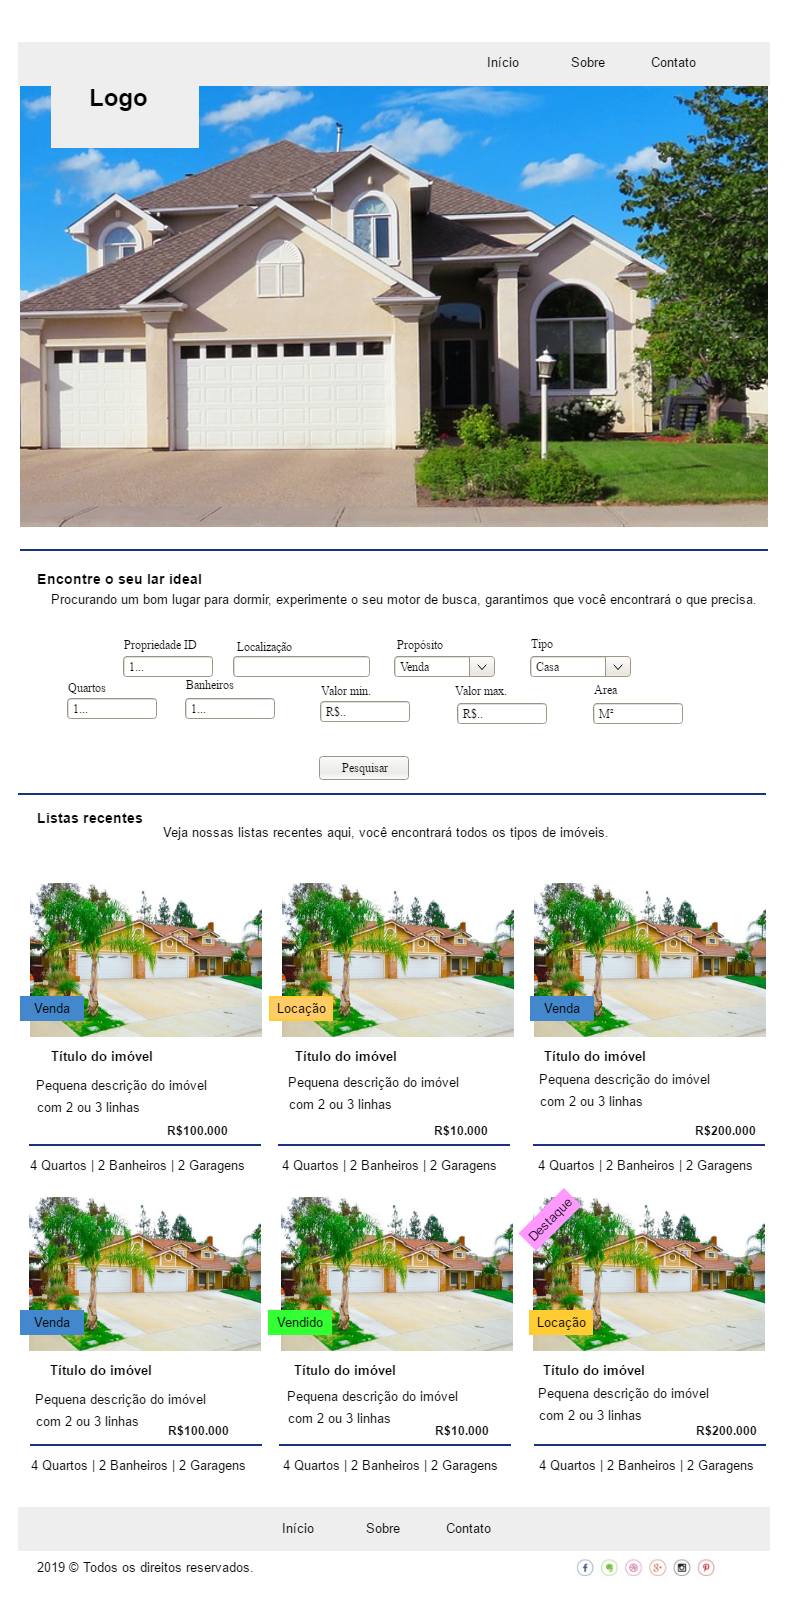 Início Sobre Contato
Logo
Encontre o seu lar ideal
Procurando um bom lugar para dormir, experimente o seu motor de busca, garantimos que você encontrará o que precisa.
Propriedade ID Localização Propósito Tipo
1... Venda Casa
Quartos Banheiros Valor min. Valor max. Area
1... 1... R$.. R$.. M²
Pesquisar
Listas recentes
Veja nossas listas recentes aqui, você encontrará todos os tipos de imóveis.
Venda Locação Venda
Título do imóvel Título do imóvel Título do imóvel
Pequena descrição do imóvel Pequena descrição do imóvel Pequena descrição do imóvel
com 2 ou 3 linhas com 2 ou 3 linhas com 2 ou 3 linhas
R$100.000 R$10.000 R$200.000
4 Quartos | 2 Banheiros | 2 Garagens 4 Quartos | 2 Banheiros | 2 Garagens 4 Quartos | 2 Banheiros | 2 Garagens
Destaque
Venda Vendido Locação
Título do imóvel Título do imóvel Título do imóvel
Pequena descrição do imóvel Pequena descrição do imóvel Pequena descrição do imóvel
com 2 ou 3 linhas com 2 ou 3 linhas com 2 ou 3 linhas
R$100.000 R$10.000 R$200.000
4 Quartos | 2 Banheiros | 2 Garagens 4 Quartos | 2 Banheiros | 2 Garagens 4 Quartos | 2 Banheiros | 2 Garagens
Início Sobre Contato
2019 © Todos os direitos reservados.